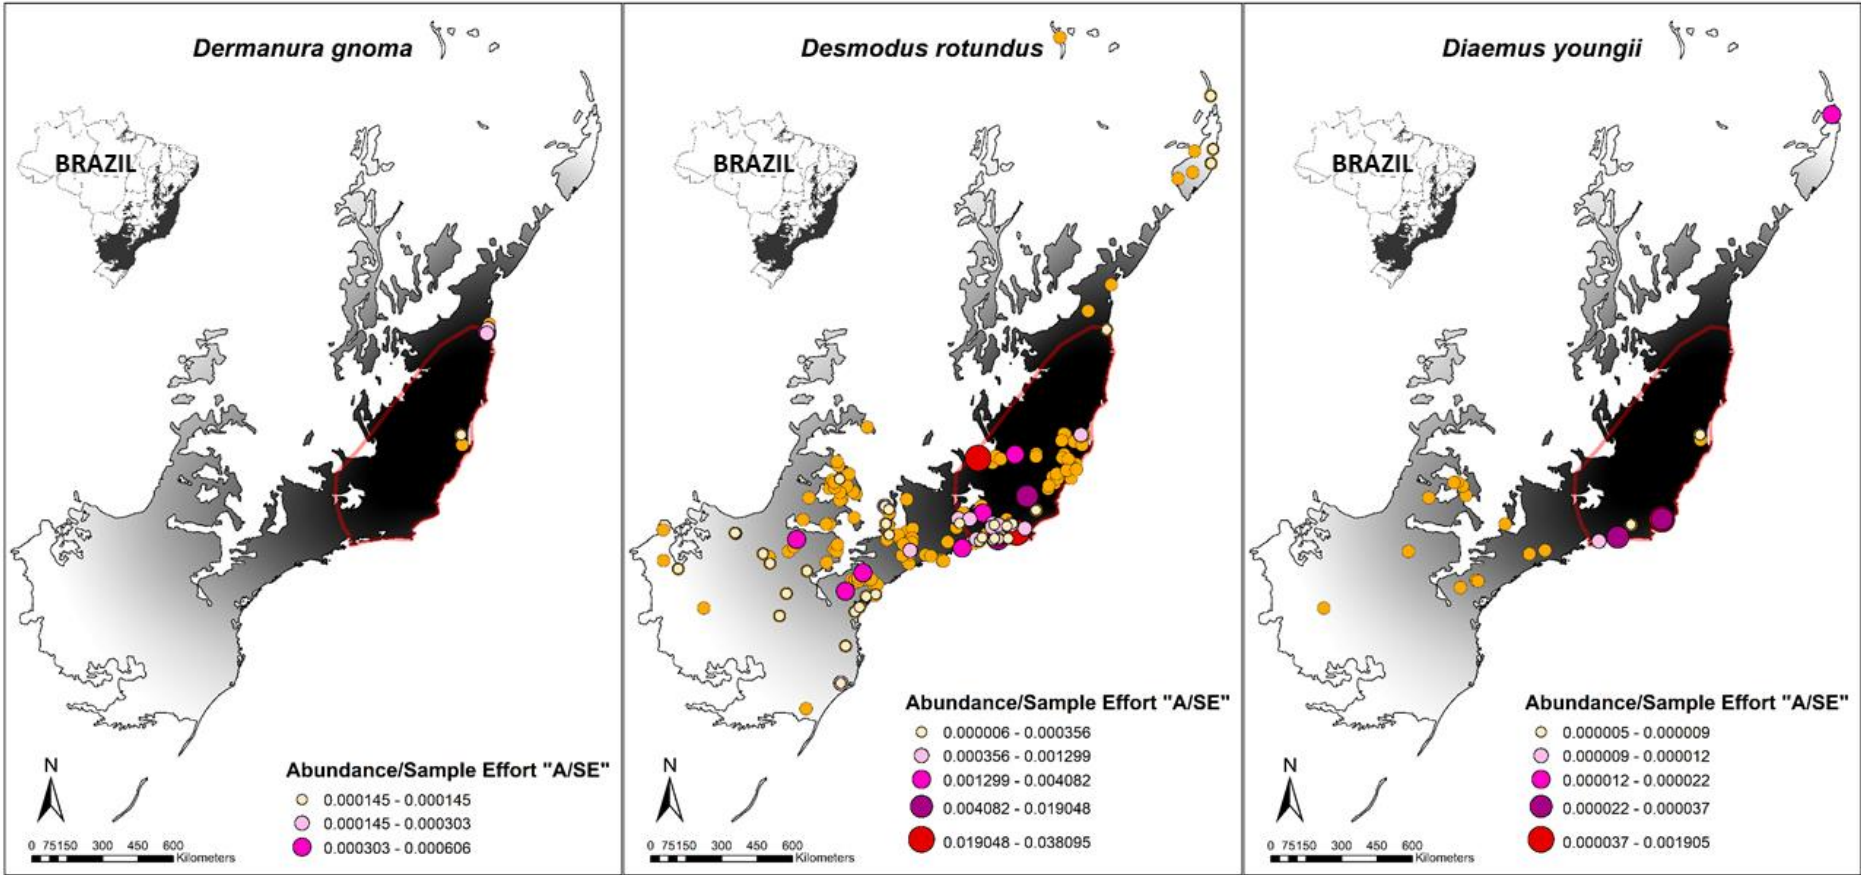 Dermanura gnoma
BRAZIL
N
0 75150 300 450 600
Kilometers
Abundance/Sample Effort "A/SE"
0.000145 - 0.000145
0.000145 - 0.000303
0.000303 - 0.000606
Desmodus rotundus
BRAZIL
N
0 75150 300 450 600
Kilometers
Abundance/Sample Effort "A/SE"
0.000006 - 0.000356
0.000356 - 0.001299
0.001299 - 0.004082
0.004082 - 0.019048
0.019048 - 0.038095
Diaemus youngii
BRAZIL
N
0 75150 300 450 600
Kilometers
Abundance/Sample Effort "A/SE"
0.000005 - 0.000009
0.000009 - 0.000012
0.000012 - 0.000022
0.000022 - 0.000037
0.000037 - 0.001905